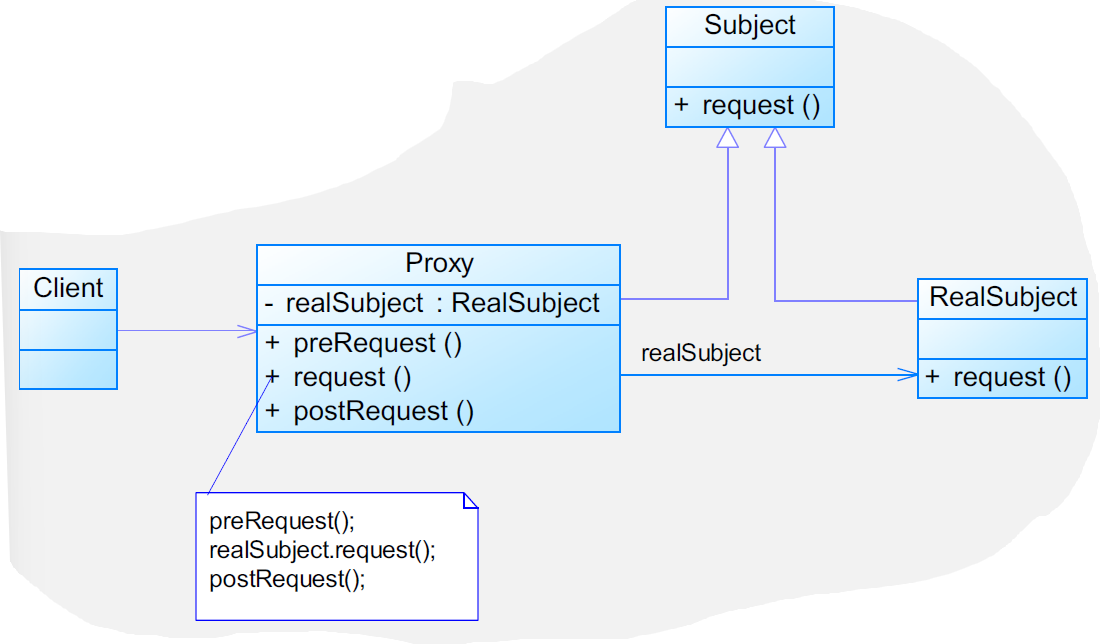 Subject
+ request ()
Client
Proxy
- realSubject : RealSubject
+ preRequest ()
+ request ()
+ postRequest ()
realSubject
RealSubject
+ request ()
preRequest();
realSubject.request();
postRequest();